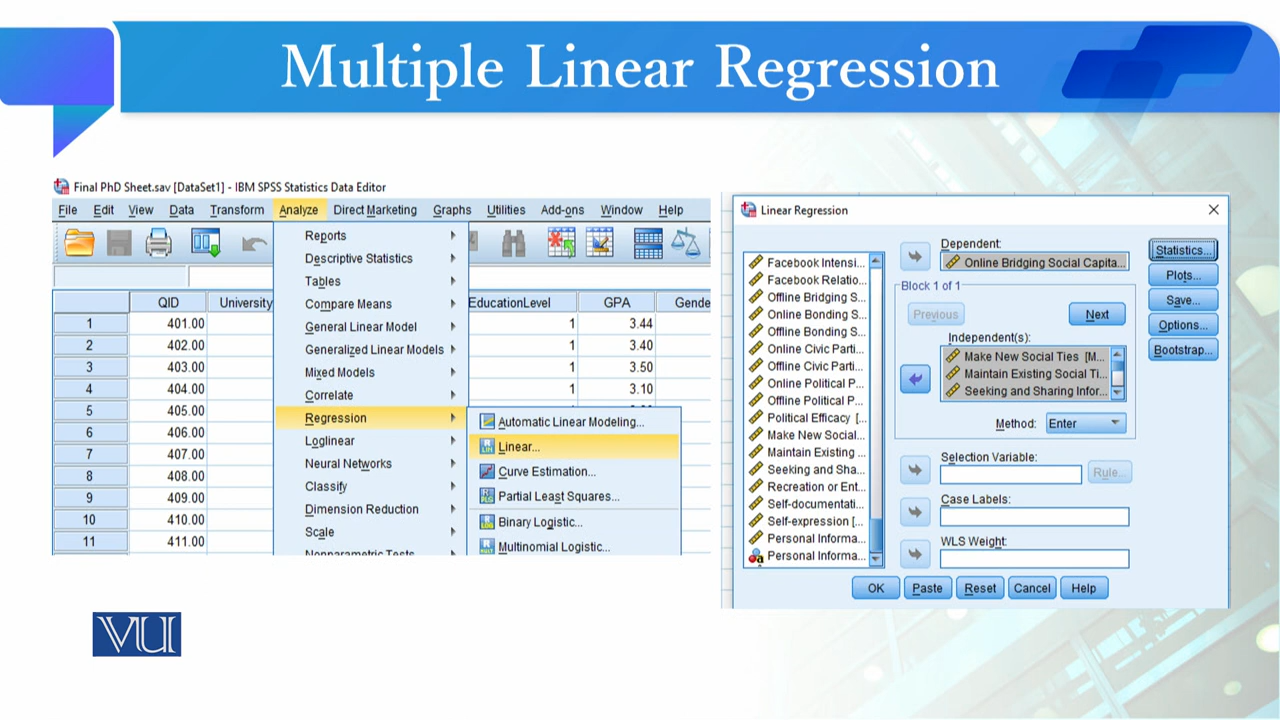 Multiple Linear Regression
Final PhD Sheet.sav [DataSet1] - IBM SPSS Statistics Data Editor
File Edit View Data Transform Analyze Direct Marketing Graphs Utilities Add-ons Window Help
Reports
Descriptive Statistics
Tables
Compare Means
General Linear Model
Generalized Linear Models
Mixed Models
Correlate
Regression
Loglinear
Neural Networks
Classify
Dimension Reduction
Scale
Nonparametric Tests
Automatic Linear Modeling...
Linear...
Curve Estimation...
Partial Least Squares...
Binary Logistic...
Multinomial Logistic...
QID University EducationLevel GPA Gende
1 401.00 1 3.44
2 402.00 1 3.40
3 403.00 1 3.50
4 404.00 1 3.10
5 405.00
6 406.00
7 407.00
8 408.00
9 409.00
10 410.00
11 411.00
Linear Regression
Facebook Intensi...
Facebook Relatio...
Offline Bridging S...
Online Bonding S...
Offline Bonding S...
Online Civic Parti...
Offline Civic Parti...
Online Political P...
Offline Political P...
Political Efficacy [...
Make New Social...
Maintain Existing ...
Seeking and Sha...
Recreation or Ent...
Self-documentati...
Self-expression [...
Personal Informa...
Personal Informa...
Dependent:
Online Bridging Social Capita...
Block 1 of 1
Previous Next
Independent(s):
Make New Social Ties [M...
Maintain Existing Social Ti...
Seeking and Sharing Infor...
Method: Enter
Selection Variable:
Rule...
Case Labels:
WLS Weight:
Statistics...
Plots...
Save...
Options...
Bootstrap...
OK Paste Reset Cancel Help
VU